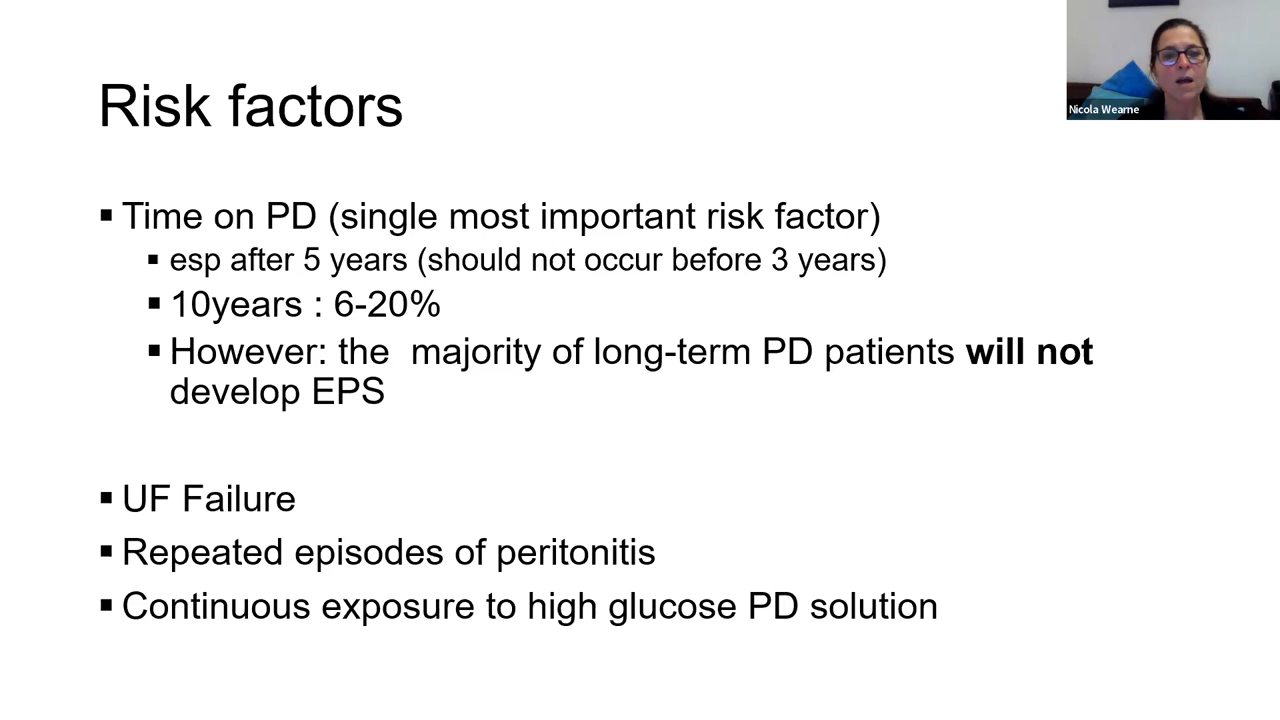 Nicola Wearne
Risk factors
▪ Time on PD (single most important risk factor)
▪ esp after 5 years (should not occur before 3 years)
▪ 10years : 6-20%
▪ However: the  majority of long-term PD patients will not
develop EPS
▪ UF Failure
▪ Repeated episodes of peritonitis
▪ Continuous exposure to high glucose PD solution